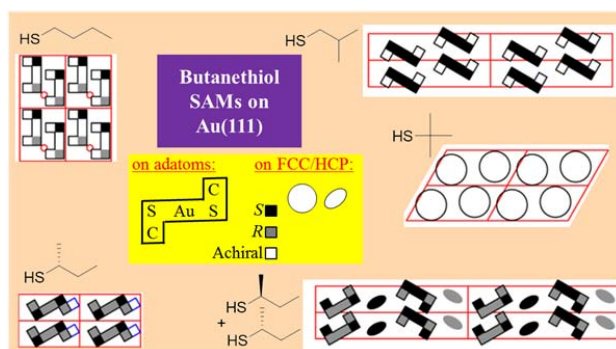 HS
HS
Butanethiol
SAMs on
Au(111)
HS
on adatoms: on FCC/HCP:
C
S Au S
C
S
R
Achiral
HS
HS
+
HS